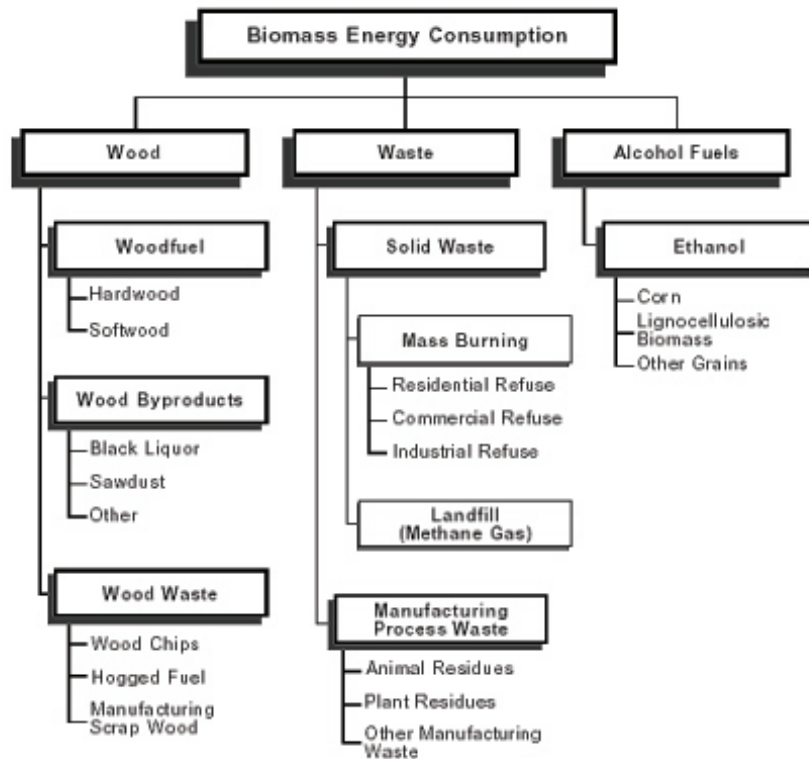 Biomass Energy Consumption
Wood
Waste
Alcohol Fuels
Woodfuel
Hardwood
Softwood
Wood Byproducts
Black Liquor
Sawdust
Other
Wood Waste
Wood Chips
Hogged Fuel
Manufacturing
Scrap Wood
Solid Waste
Mass Burning
Residential Refuse
Commercial Refuse
Industrial Refuse
Landfill
(Methane Gas)
Manufacturing
Process Waste
Animal Residues
Plant Residues
Other Manufacturing
Waste
Ethanol
Corn
Lignocellulosic
Biomass
Other Grains